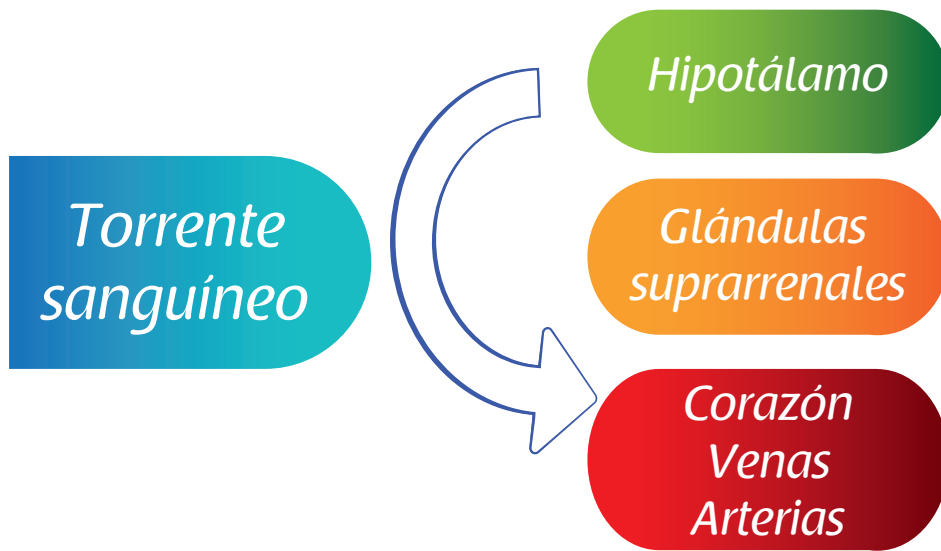 Torrente
sanguíneo
Hipotálamo
Glándulas
suprarrenales
Corazón
Venas
Arterias